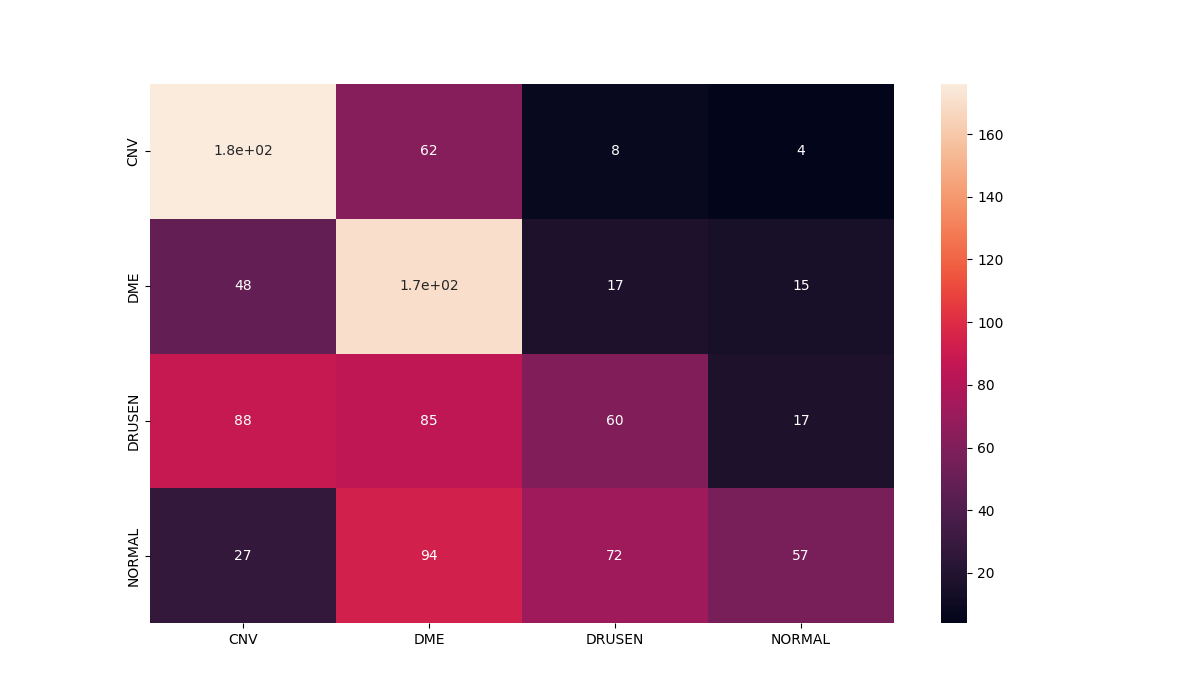 CNV 1.8e+02 62 8 4
DME 48 1.7e+02 17 15
DRUSEN 88 85 60 17
NORMAL 27 94 72 57
CNV DME DRUSEN NORMAL
160
140
120
100
80
60
40
20